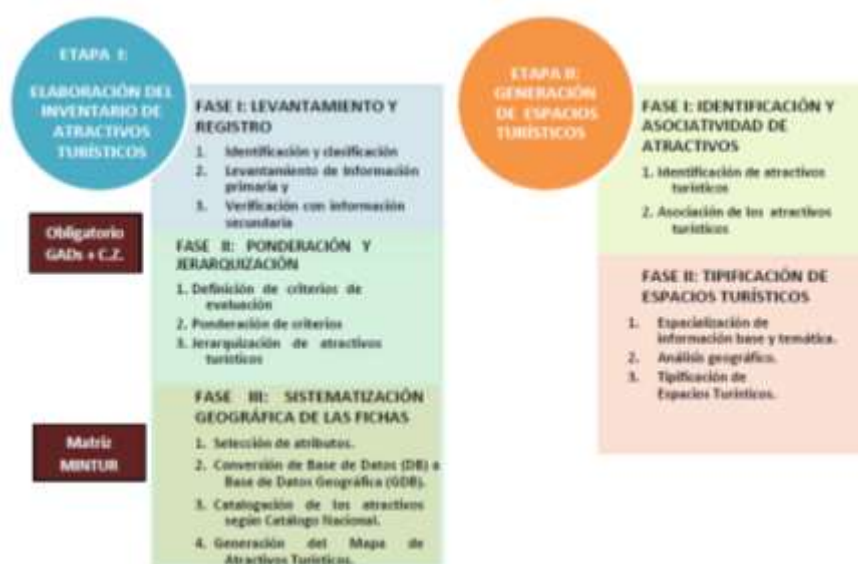 ETAPA I:
ELABORACIÓN DEL
INVENTARIO DE
ATRACTIVOS
TURÍSTICOS
FASE I: LEVANTAMIENTO Y
REGISTRO
1. Identificación y clasificación
2. Levantamiento de Información
primaria y
3. Verificación con información
secundaria
Obligatorio
GADs + C.Z.
FASE II: PONDERACIÓN Y
JERARQUIZACIÓN
1. Definición de criterios de
evaluación
2. Ponderación de criterios
3. Jerarquización de atractivos
turísticos
Matriz
MINTUR
FASE III: SISTEMATIZACIÓN
GEOGRÁFICA DE LAS FICHAS
1. Selección de atributos.
2. Conversión de Base de Datos (DB) a
Base de Datos Geográfica (GDB).
3. Catalogación de los atractivos
según Catálogo Nacional.
4. Generación del Mapa de
Atractivos Turísticos.
ETAPA II:
GENERACIÓN
DE ESPACIOS
TURÍSTICOS
FASE I: IDENTIFICACIÓN Y
ASOCIATIVIDAD DE
ATRACTIVOS
1. Identificación de atractivos
turísticos
2. Asociación de los atractivos
turísticos
FASE II: TIPIFICACIÓN DE
ESPACIOS TURÍSTICOS
1. Espacialización de
información base y temática.
2. Análisis geográfico.
3. Tipificación de
Espacios Turísticos.